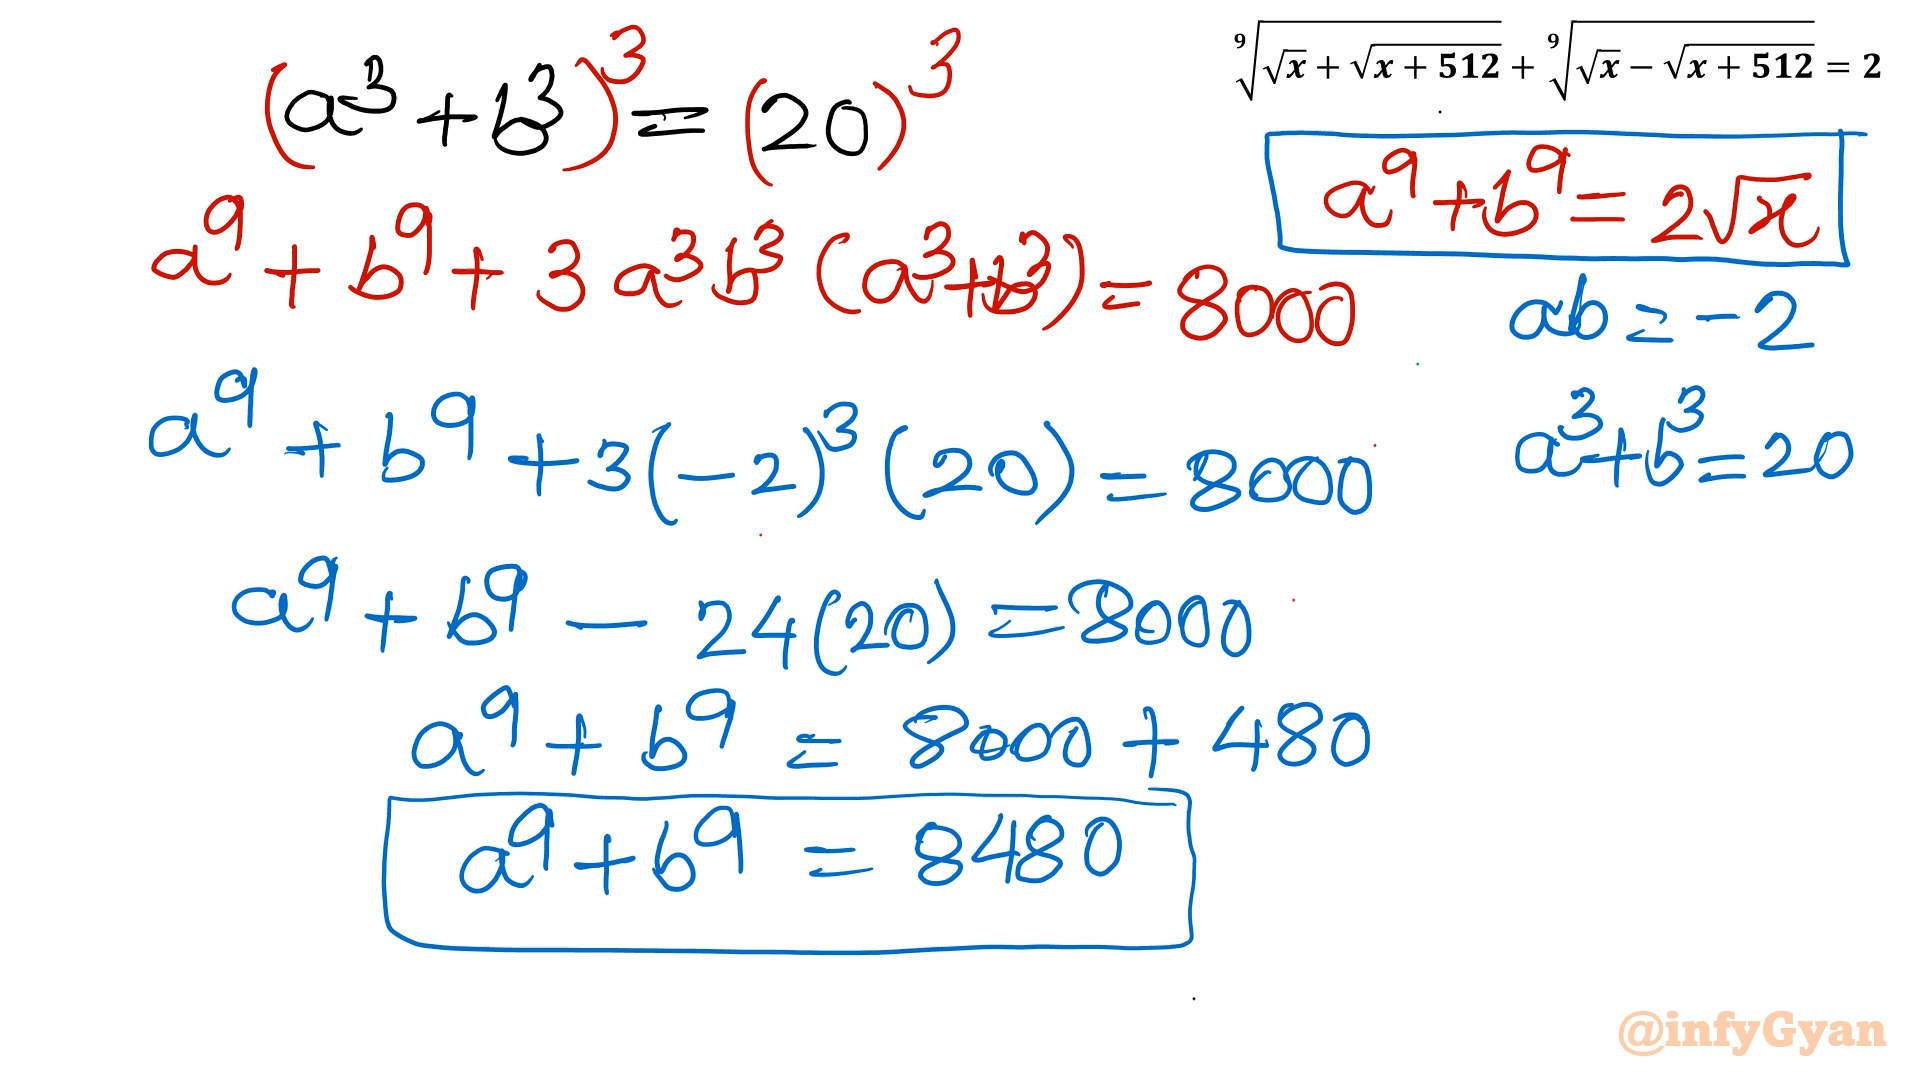 (a³ + b³)³ = (20)³
⁹√(√x + √(x + 512)) + ⁹√(√x − √(x + 512)) = 2
a⁹ + b⁹ = 2√x
a⁹ + b⁹ + 3 a³b³ (a³+b³) = 8000
ab = -2
a⁹ + b⁹ + 3(-2)³ (20) = 8000
a³+b³ = 20
a⁹ + b⁹ - 24(20) = 8000
a⁹ + b⁹ = 8000 + 480
a⁹ + b⁹ = 8480
@infyGyan